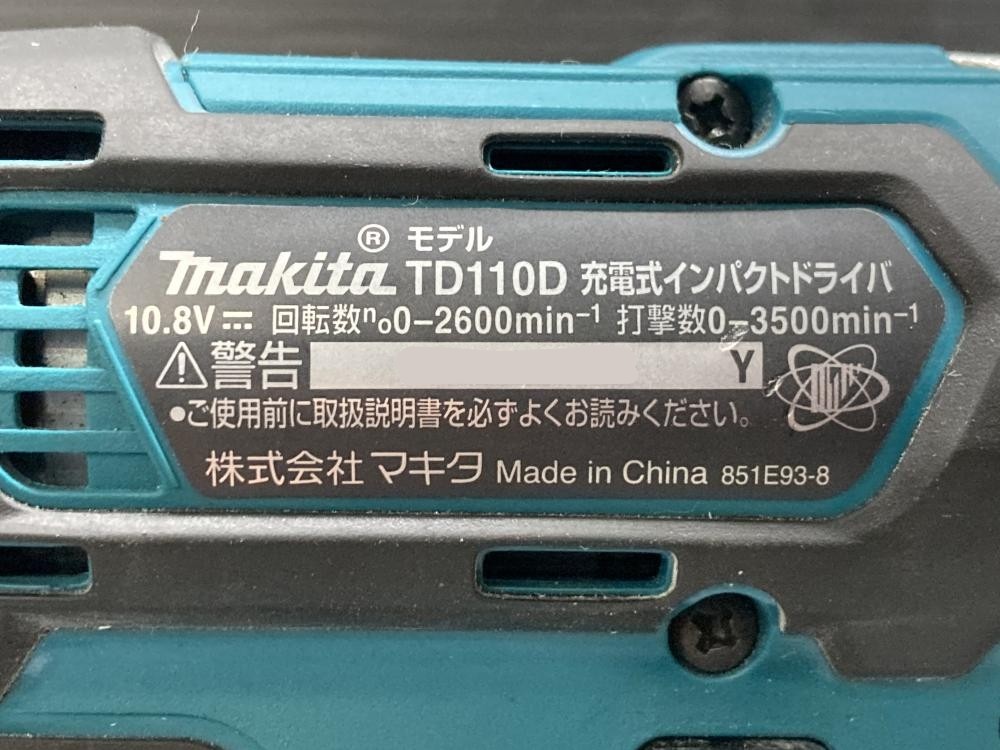 ® モデル
makita TD110D 充電式インパクトドライバ
10.8V⎓ 回転数n₀0−2600min⁻¹ 打撃数0−3500min⁻¹
⚠警告 Y
●ご使用前に取扱説明書を必ずよくお読みください。
株式会社 マキタ Made in China 851E93-8